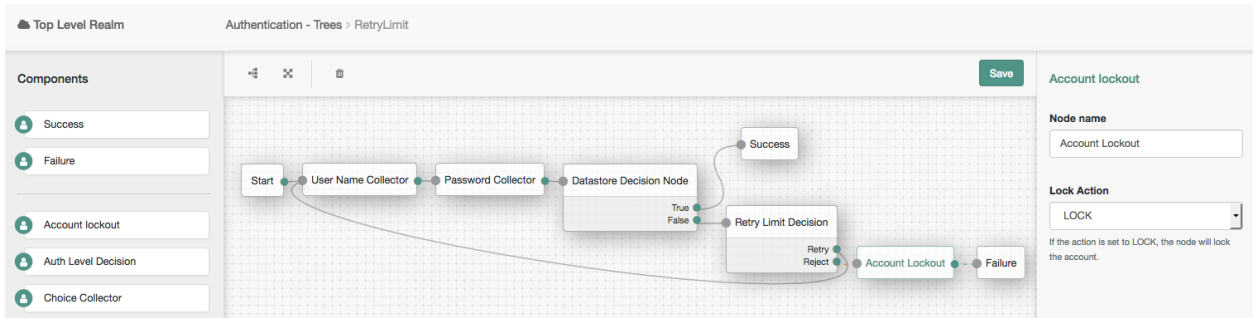 Top Level Realm
Authentication - Trees > RetryLimit
Components
Success
Failure
Account lockout
Auth Level Decision
Choice Collector
Save
Start
User Name Collector
Password Collector
Datastore Decision Node
True
False
Success
Retry Limit Decision
Retry
Reject
Account Lockout
Failure
Account lockout
Node name
Account Lockout
Lock Action
LOCK
If the action is set to LOCK, the node will lock
the account.